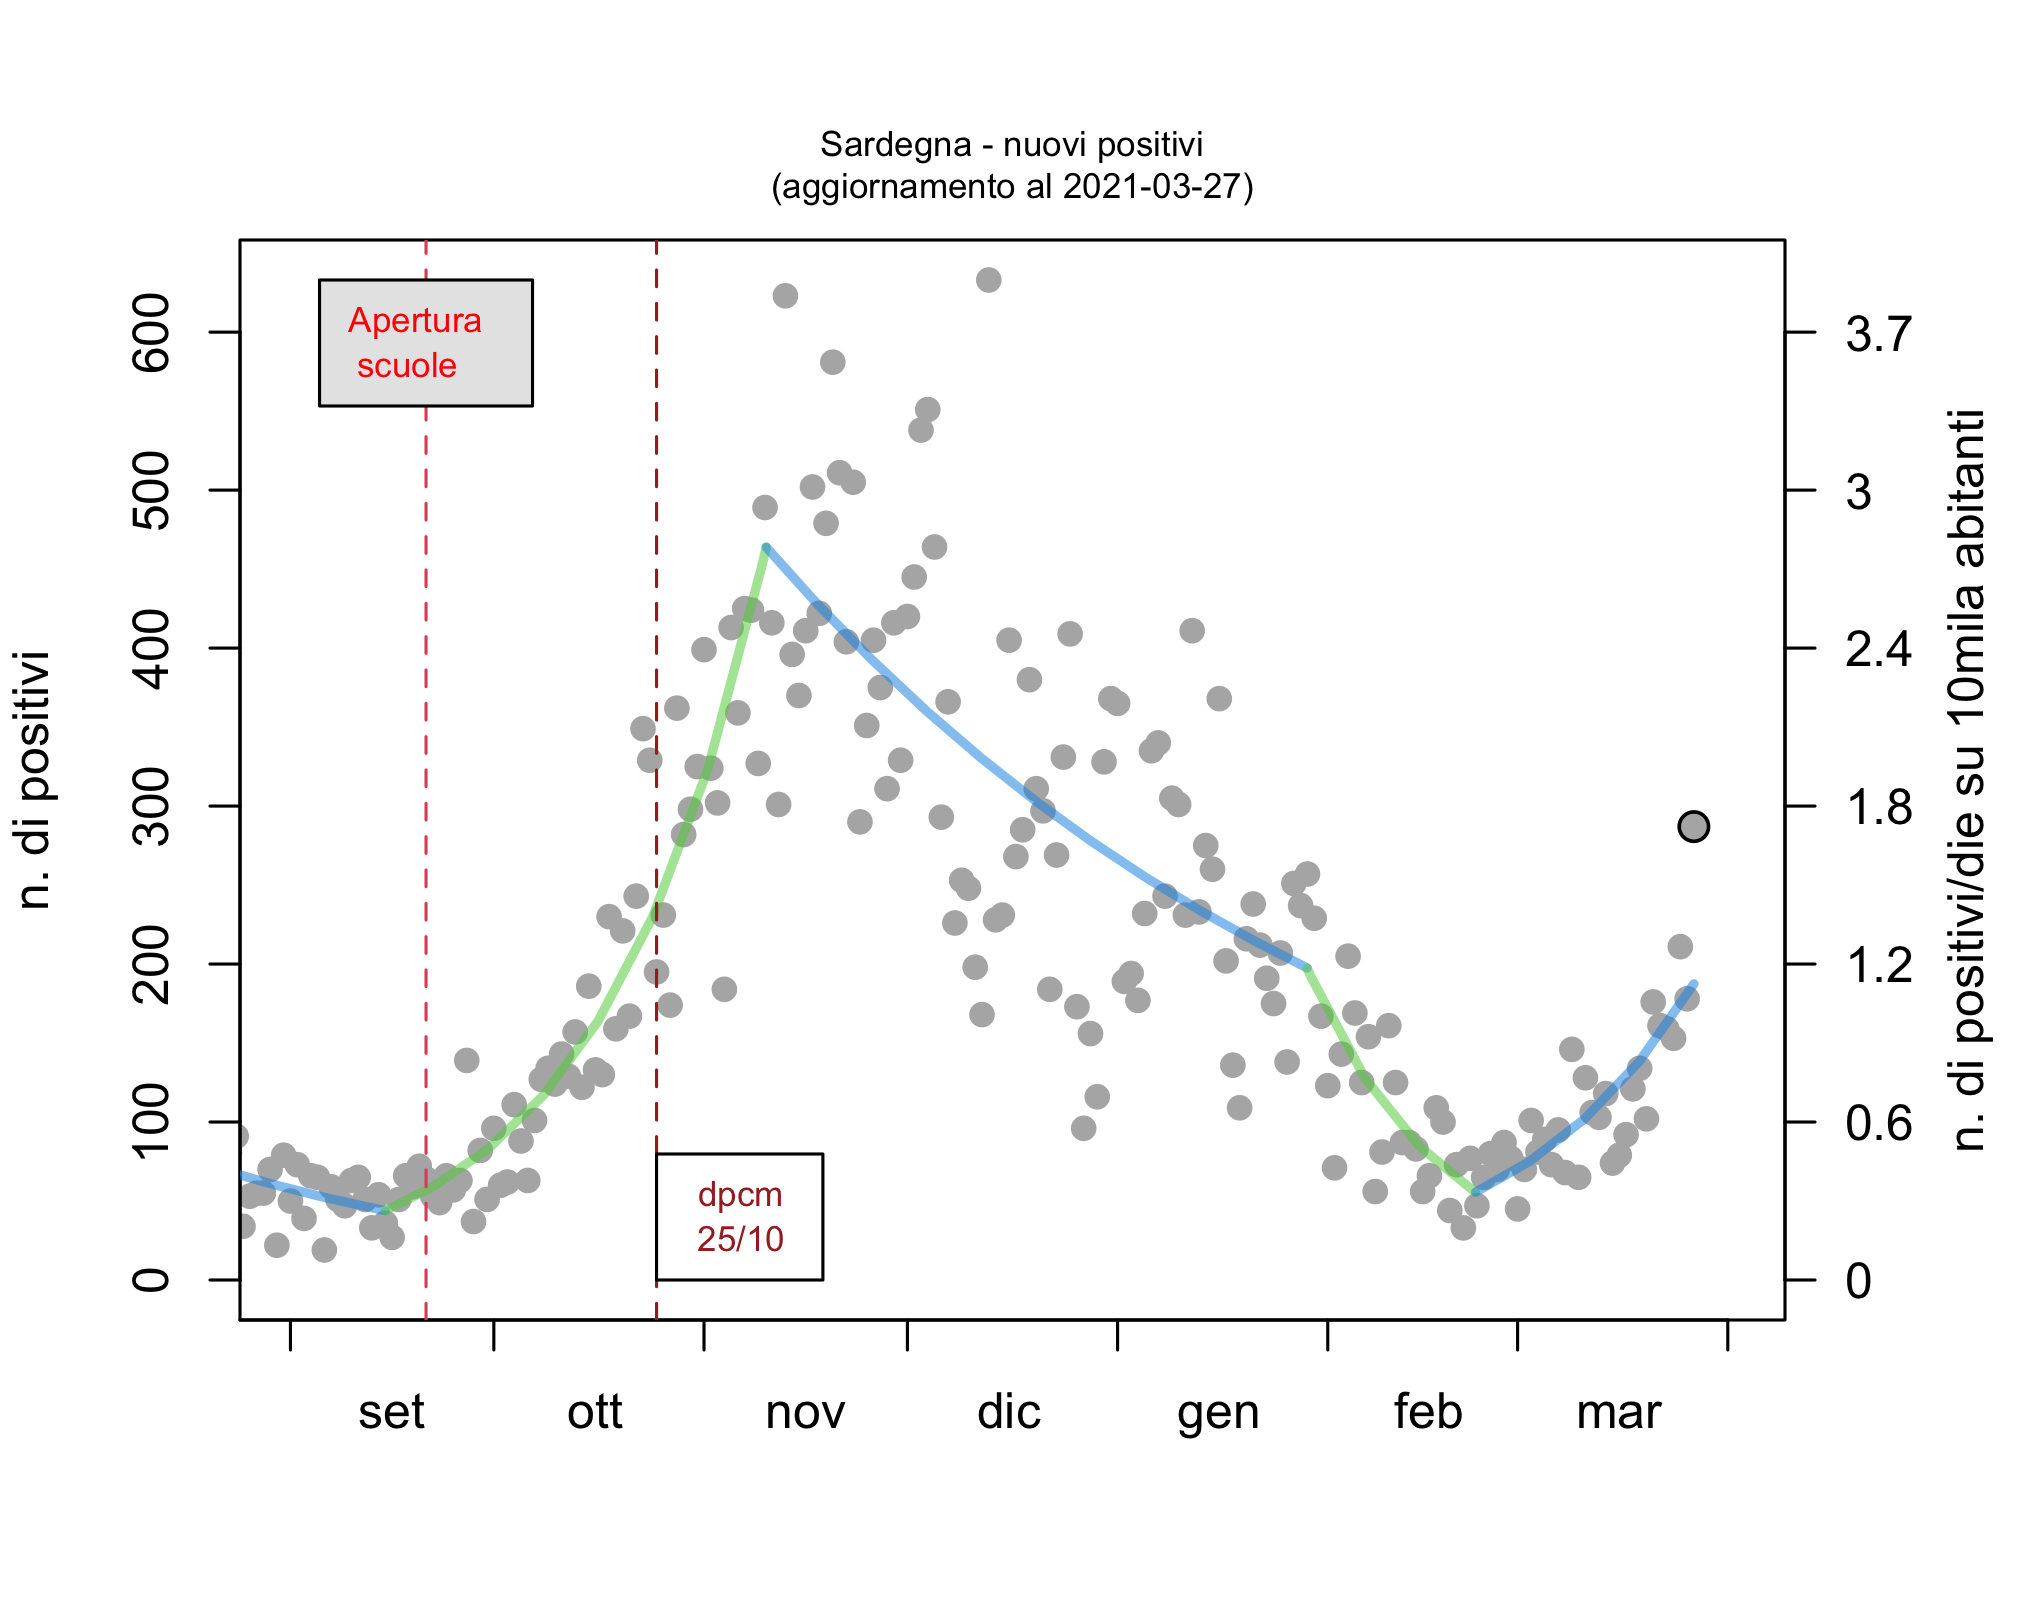 Sardegna - nuovi positivi
(aggiornamento al 2021-03-27)
Apertura
scuole
dpcm
25/10
n. di positivi
0
100
200
300
400
500
600
n. di positivi/die su 10mila abitanti
0
0.6
1.2
1.8
2.4
3
3.7
set
ott
nov
dic
gen
feb
mar